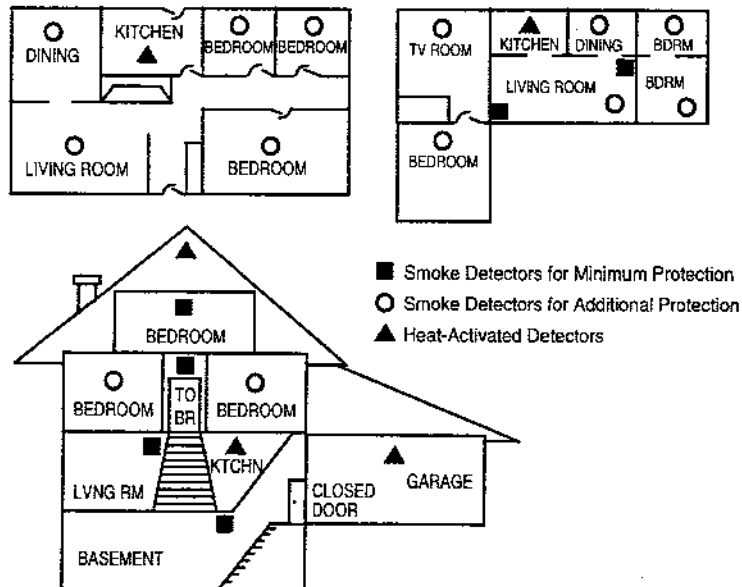 DINING
KITCHEN
BEDROOM
BEDROOM
LIVING ROOM
BEDROOM
TV ROOM
KITCHEN
DINING
BDRM
LIVING ROOM
BDRM
BEDROOM
Smoke Detectors for Minimum Protection
Smoke Detectors for Additional Protection
Heat-Activated Detectors
BEDROOM
BEDROOM
TO
BR
BEDROOM
LVNG RM
KTCHN
CLOSED
DOOR
GARAGE
BASEMENT